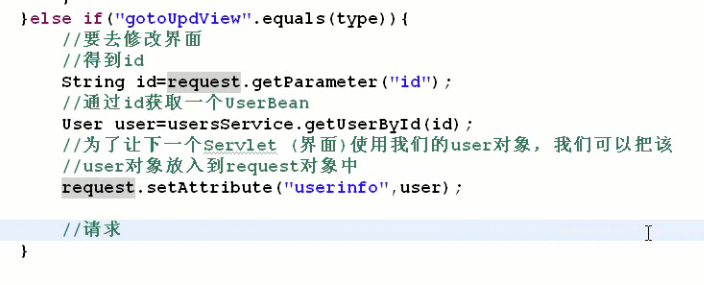 }else if("gotoUpdView".equals(type)){
//要去修改界面
//得到id
String id=request.getParameter("id");
//通过id获取一个UserBean
User user=usersService.getUserById(id);
//为了让下一个Servlet (界面)使用我们的user对象，我们可以把该
//user对象放入到request对象中
request.setAttribute("userinfo",user);
//请求
}